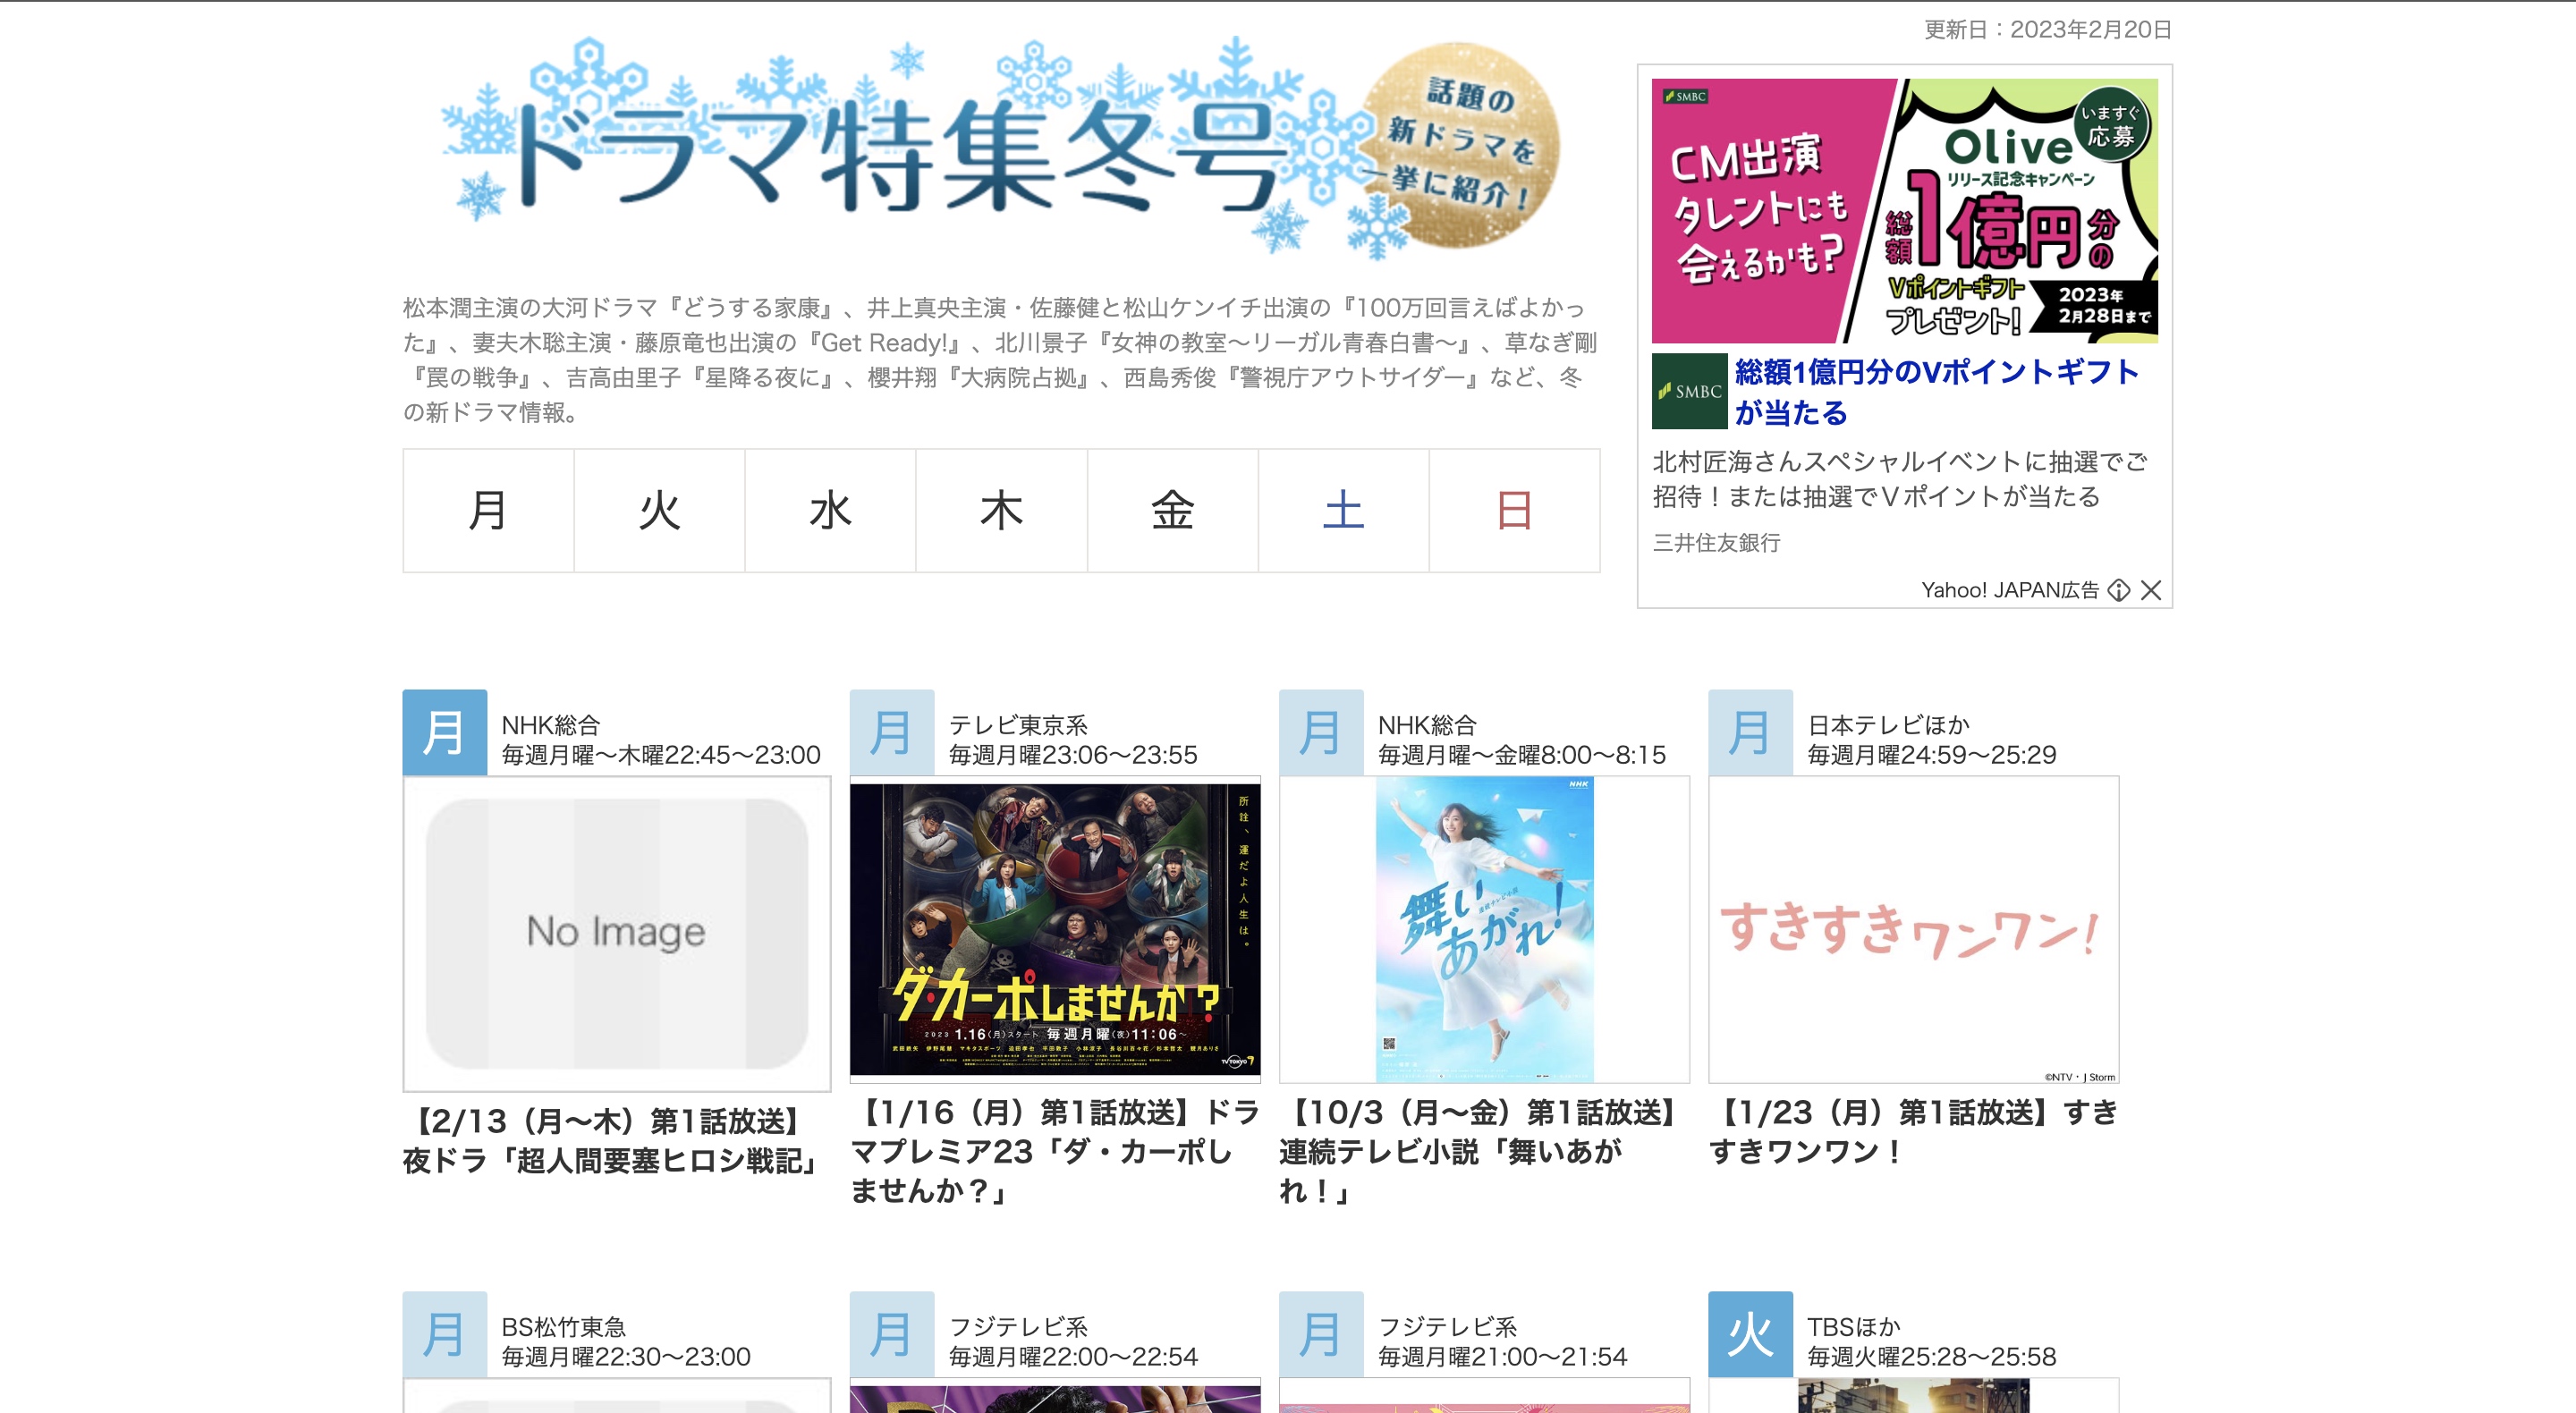 更新日：2023年2月20日
ドラマ特集冬号
話題の
新ドラマを
一挙に紹介！
松本潤主演の大河ドラマ『どうする家康』、井上真央主演・佐藤健と松山ケンイチ出演の『100万回言えばよかっ
た』、妻夫木聡主演・藤原竜也出演の『Get Ready!』、北川景子『女神の教室〜リーガル青春白書〜』、草なぎ剛
『罠の戦争』、吉高由里子『星降る夜に』、櫻井翔『大病院占拠』、西島秀俊『警視庁アウトサイダー』など、冬
の新ドラマ情報。
月 火 水 木 金 土 日
SMBC
CM出演
タレントにも
会えるかも？
いますぐ
応募
Olive
リリース記念キャンペーン
総額1億円分の
Vポイントギフト
プレゼント！
2023年
2月28日まで
SMBC
総額1億円分のVポイントギフト
が当たる
北村匠海さんスペシャルイベントに抽選でご
招待！または抽選でＶポイントが当たる
三井住友銀行
Yahoo! JAPAN広告
月
NHK総合
毎週月曜〜木曜22:45〜23:00
No Image
【2/13（月〜木）第1話放送】
夜ドラ「超人間要塞ヒロシ戦記」
月
テレビ東京系
毎週月曜23:06〜23:55
所詮、運だよ人生は。
ダ・カーポしませんか？
2023 1.16(月)スタート 毎週月曜(夜)11:06〜
TV TOKYO 7
【1/16（月）第1話放送】ドラ
マプレミア23「ダ・カーポし
ませんか？」
月
NHK総合
毎週月曜〜金曜8:00〜8:15
NHK
連続テレビ小説
舞い
あがれ！
【10/3（月〜金）第1話放送】
連続テレビ小説「舞いあが
れ！」
月
日本テレビほか
毎週月曜24:59〜25:29
すきすきワンワン！
©NTV・J Storm
【1/23（月）第1話放送】すき
すきワンワン！
月
BS松竹東急
毎週月曜22:30〜23:00
月
フジテレビ系
毎週月曜22:00〜22:54
月
フジテレビ系
毎週月曜21:00〜21:54
火
TBSほか
毎週火曜25:28〜25:58